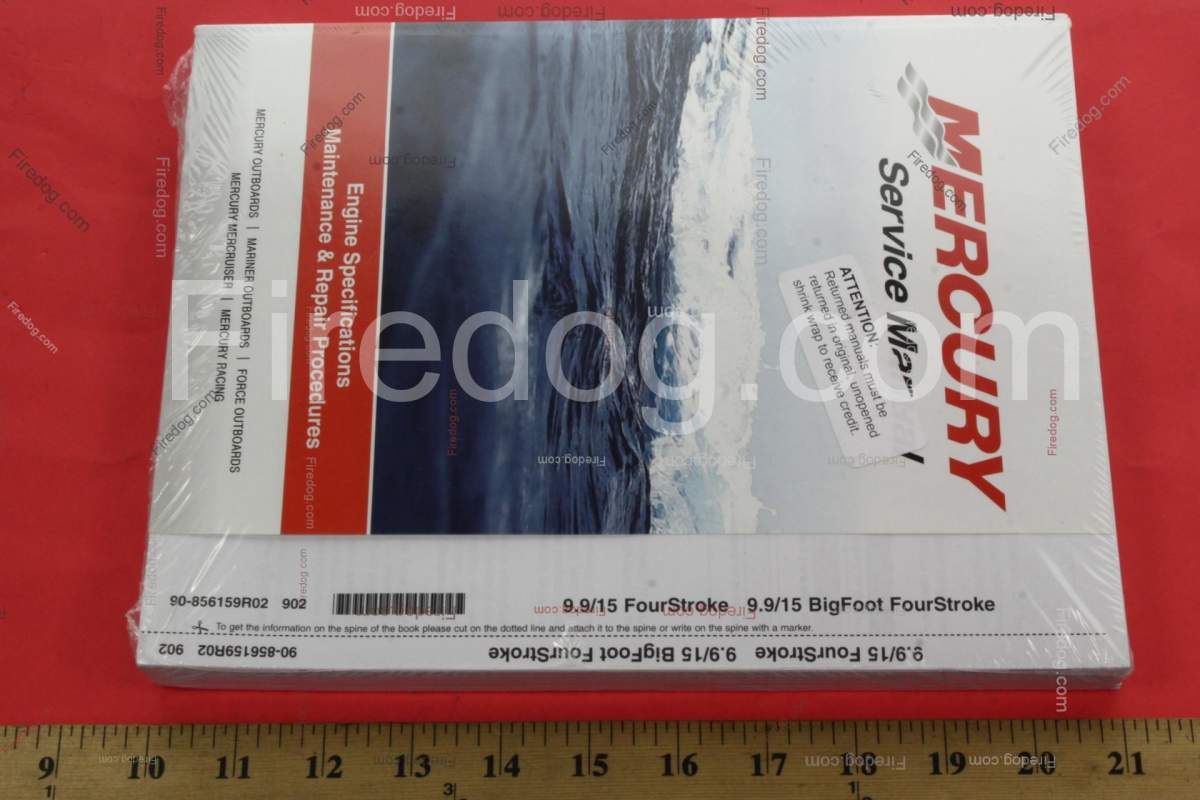 MERCURY
Service Man
ATTENTION:
Returned manuals must be
returned in original, unopened
shrink wrap to receive credit.
Engine Specifications
Maintenance & Repair Procedures
MERCURY OUTBOARDS | MARINER OUTBOARDS | FORCE OUTBOARDS
MERCURY MERCRUISER | MERCURY RACING
90-856159R02 902 9.9/15 FourStroke 9.9/15 BigFoot FourStroke
To get the information on the spine of the book please cut on the dotted line and attach it to the spine or write on the spine with a marker.
9.9/15 FourStroke 9.9/15 BigFoot FourStroke 90-856159R02 902
9 10 11 12 13 14 15 16 17 18 19 20 21
Firedog.com